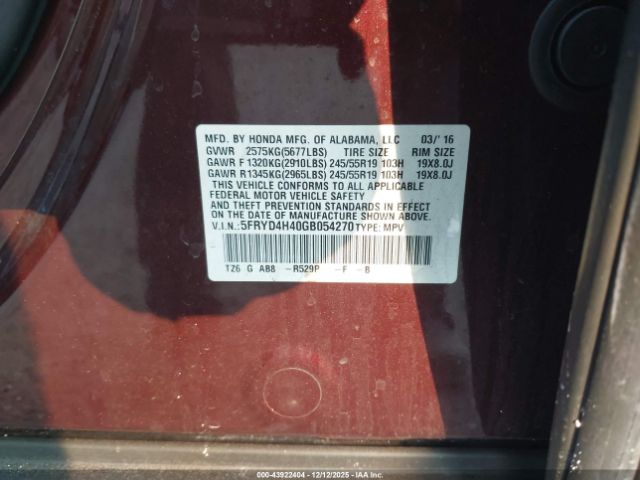 MFD. BY HONDA MFG. OF ALABAMA, LLC 03/'16
GVWR 2575KG(5677LBS) TIRE SIZE RIM SIZE
GAWR F 1320KG(2910LBS) 245/55R19 103H 19X8.0J
GAWR R 1345KG(2965LBS) 245/55R19 103H 19X8.0J
THIS VEHICLE CONFORMS TO ALL APPLICABLE
FEDERAL MOTOR VEHICLE SAFETY
AND THEFT PREVENTION STANDARDS IN EFFECT ON
THE DATE OF MANUFACTURE SHOWN ABOVE.
V.I.N.: 5FRYD4H40GB054270 TYPE: MPV
TZ6 G AB8 -R529P -F -B
000-43922404 | 12/12/2025 | © COPART, INC.